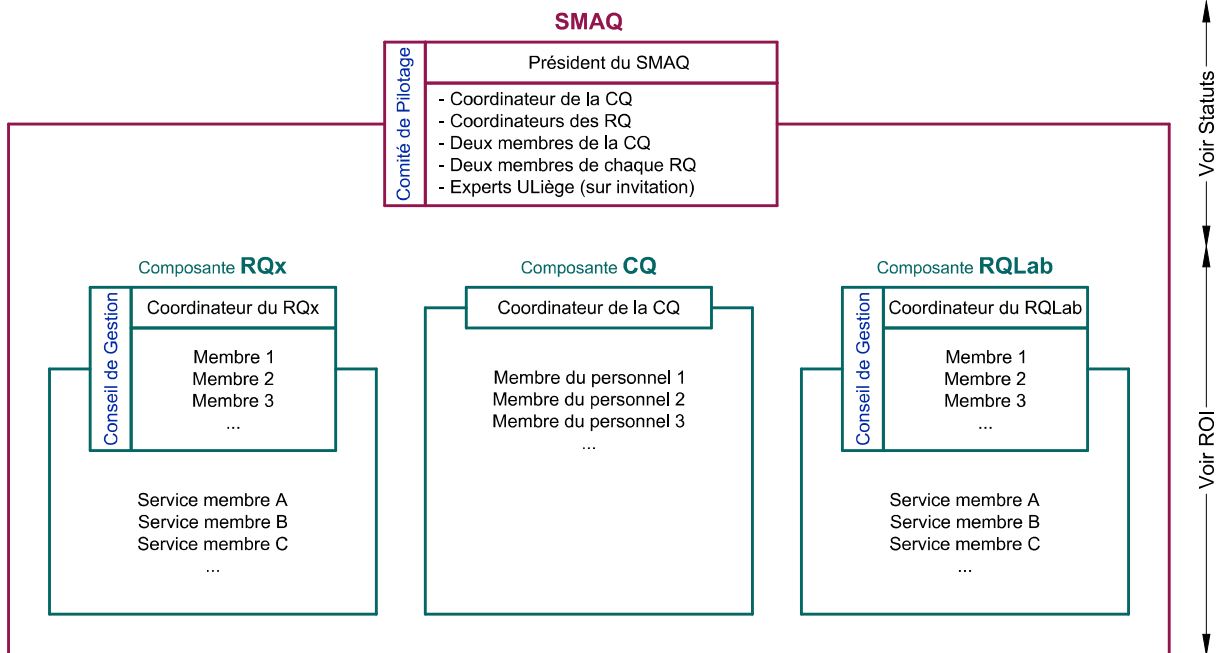 SMAQ
Comité de Pilotage
Président du SMAQ
- Coordinateur de la CQ
- Coordinateurs des RQ
- Deux membres de la CQ
- Deux membres de chaque RQ
- Experts ULiège (sur invitation)
Voir Statuts
Composante RQx
Conseil de Gestion
Coordinateur du RQx
Membre 1
Membre 2
Membre 3
...
Service membre A
Service membre B
Service membre C
...
Composante CQ
Coordinateur de la CQ
Membre du personnel 1
Membre du personnel 2
Membre du personnel 3
...
Composante RQLab
Conseil de Gestion
Coordinateur du RQLab
Membre 1
Membre 2
Membre 3
...
Service membre A
Service membre B
Service membre C
...
Voir ROI